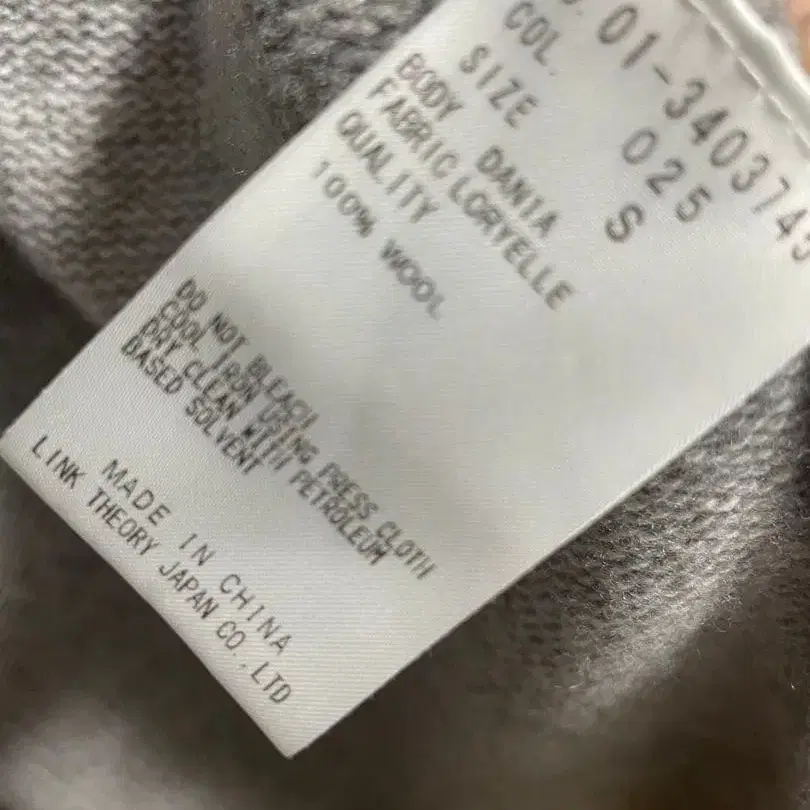 01-3403745
COL 025
SIZE S
BODY DANIA
FABRIC LORYELLE
QUALITY
100% WOOL
DO NOT BLEACH
COOL IRON USING PRESS CLOTH
DRY CLEAN WITH PETROLEUM
BASED SOLVENT
MADE IN CHINA
LINK THEORY JAPAN CO., LTD